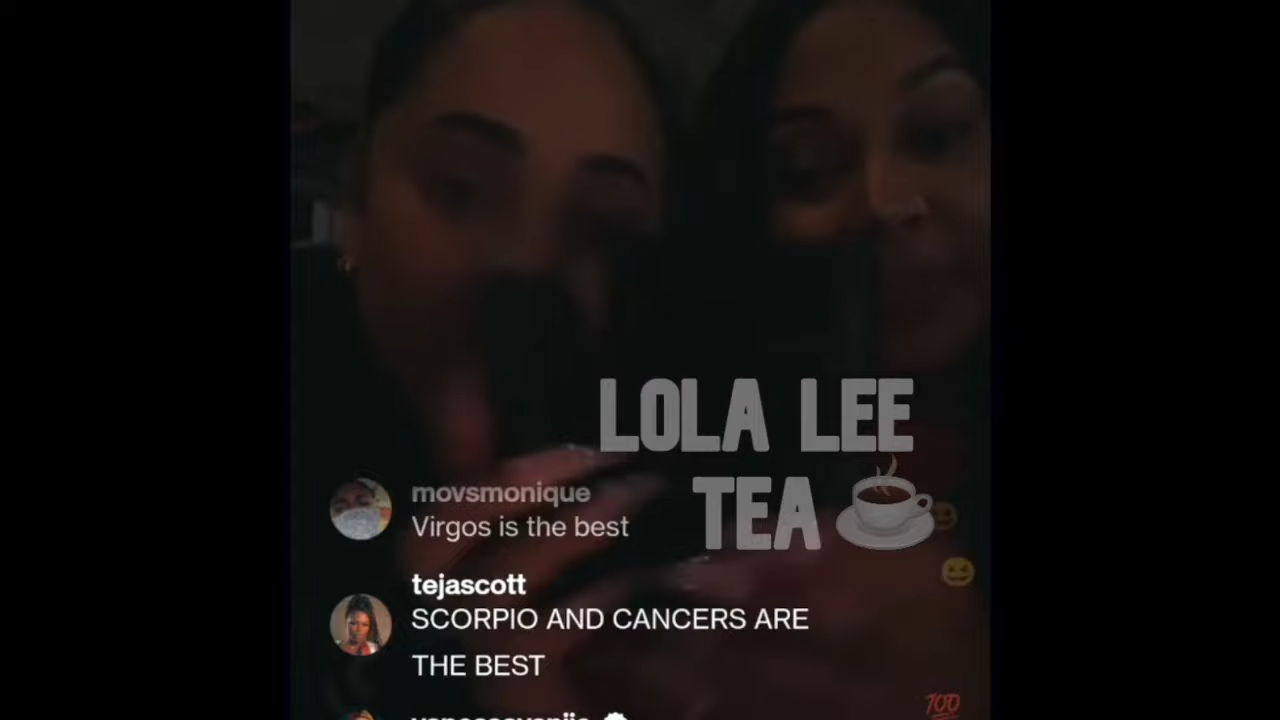 LOLA LEE
TEA
movsmonique
Virgos is the best
tejascott
SCORPIO AND CANCERS ARE
THE BEST